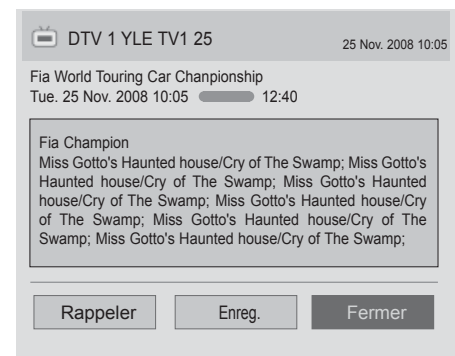 DTV 1 YLE TV1 25
25 Nov. 2008 10:05
Fia World Touring Car Chanpionship
Tue. 25 Nov. 2008 10:05 12:40
Fia Champion
Miss Gotto's Haunted house/Cry of The Swamp; Miss Gotto's
Haunted house/Cry of The Swamp; Miss Gotto's Haunted
house/Cry of The Swamp; Miss Gotto's Haunted house/Cry
of The Swamp; Miss Gotto's Haunted house/Cry of The
Swamp; Miss Gotto's Haunted house/Cry of The Swamp;
Rappeler Enreg. Fermer